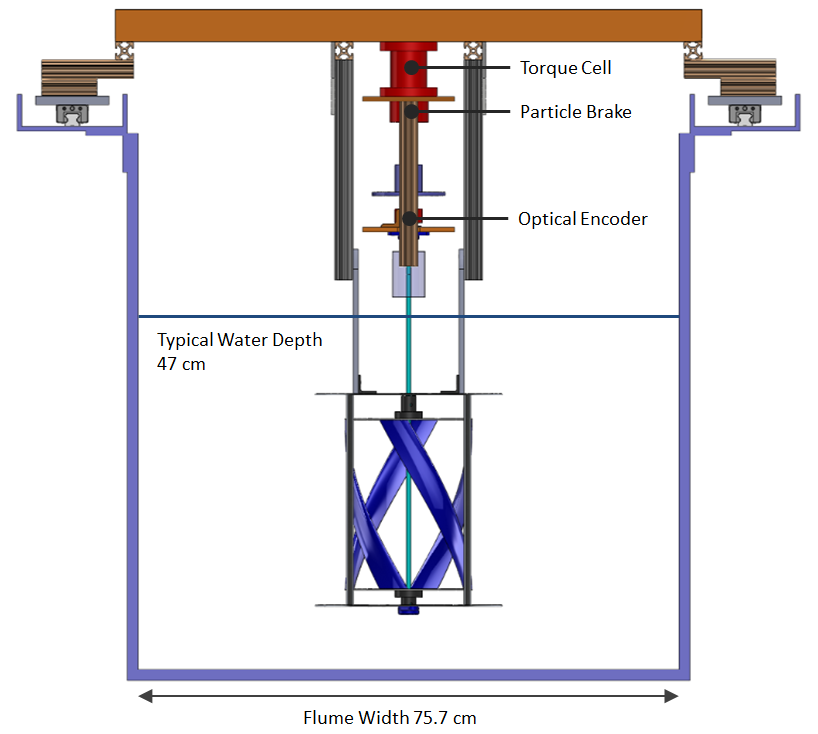 Torque Cell
Particle Brake
Optical Encoder
Typical Water Depth
47 cm
Flume Width 75.7 cm